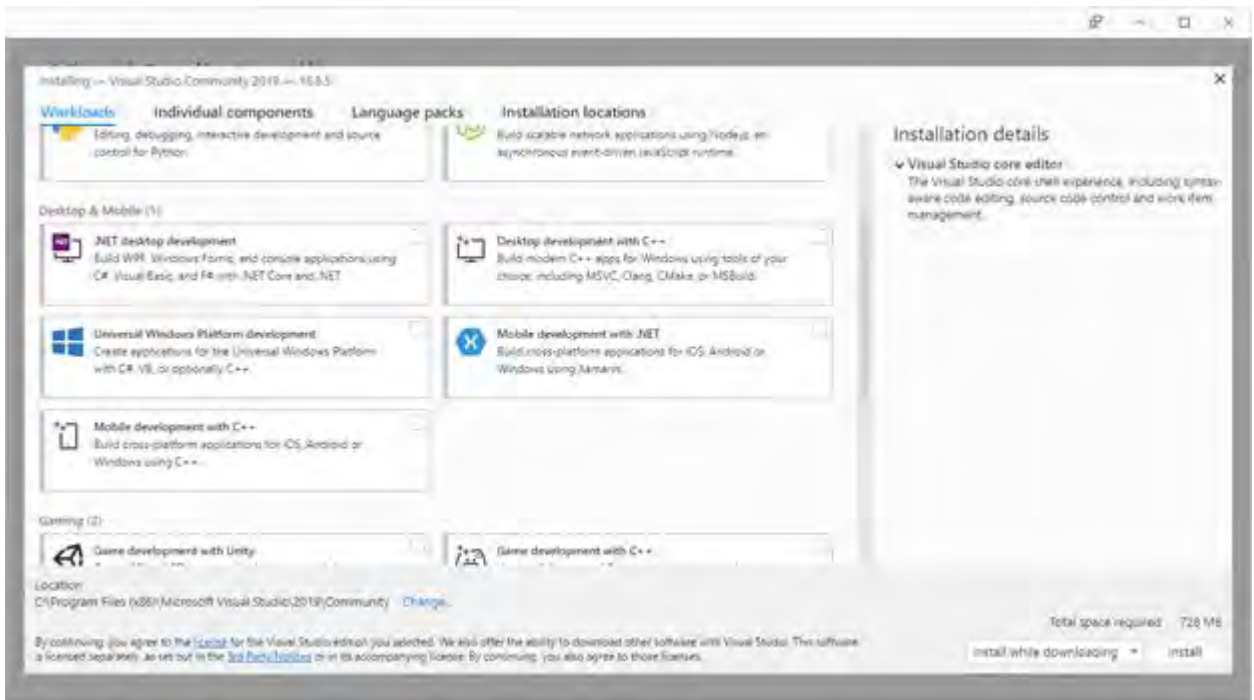 Installing — Visual Studio Community 2019 — 16.8.5
Workloads Individual components Language packs Installation locations
Editing, debugging, interactive development and source
control for Python.
Build scalable network applications using Node.js, an
asynchronous event-driven JavaScript runtime.
Desktop & Mobile
.NET desktop development
Build WPF, Windows Forms, and console applications using
C#, Visual Basic, and F# with .NET Core and .NET
Desktop development with C++
Build modern C++ apps for Windows using tools of your
choice, including MSVC, Clang, CMake, or MSBuild.
Universal Windows Platform development
Create applications for the Universal Windows Platform
with C#, VB, or optionally C++.
Mobile development with .NET
Build cross-platform applications for iOS, Android or
Windows using Xamarin.
Mobile development with C++
Build cross-platform applications for iOS, Android or
Windows using C++.
Gaming (2)
Game development with Unity
Game development with C++
Installation details
Visual Studio core editor
The Visual Studio core shell experience, including syntax-
aware code editing, source code control and work item
management.
Location
C:\Program Files (x86)\Microsoft Visual Studio\2019\Community Change...
By continuing, you agree to the license for the Visual Studio edition you selected. We also offer the ability to download other software with Visual Studio. This software
is licensed separately, as set out in the 3rd Party Notices or in its accompanying license. By continuing, you also agree to those licenses.
Total space required 728 MB
Install while downloading Install